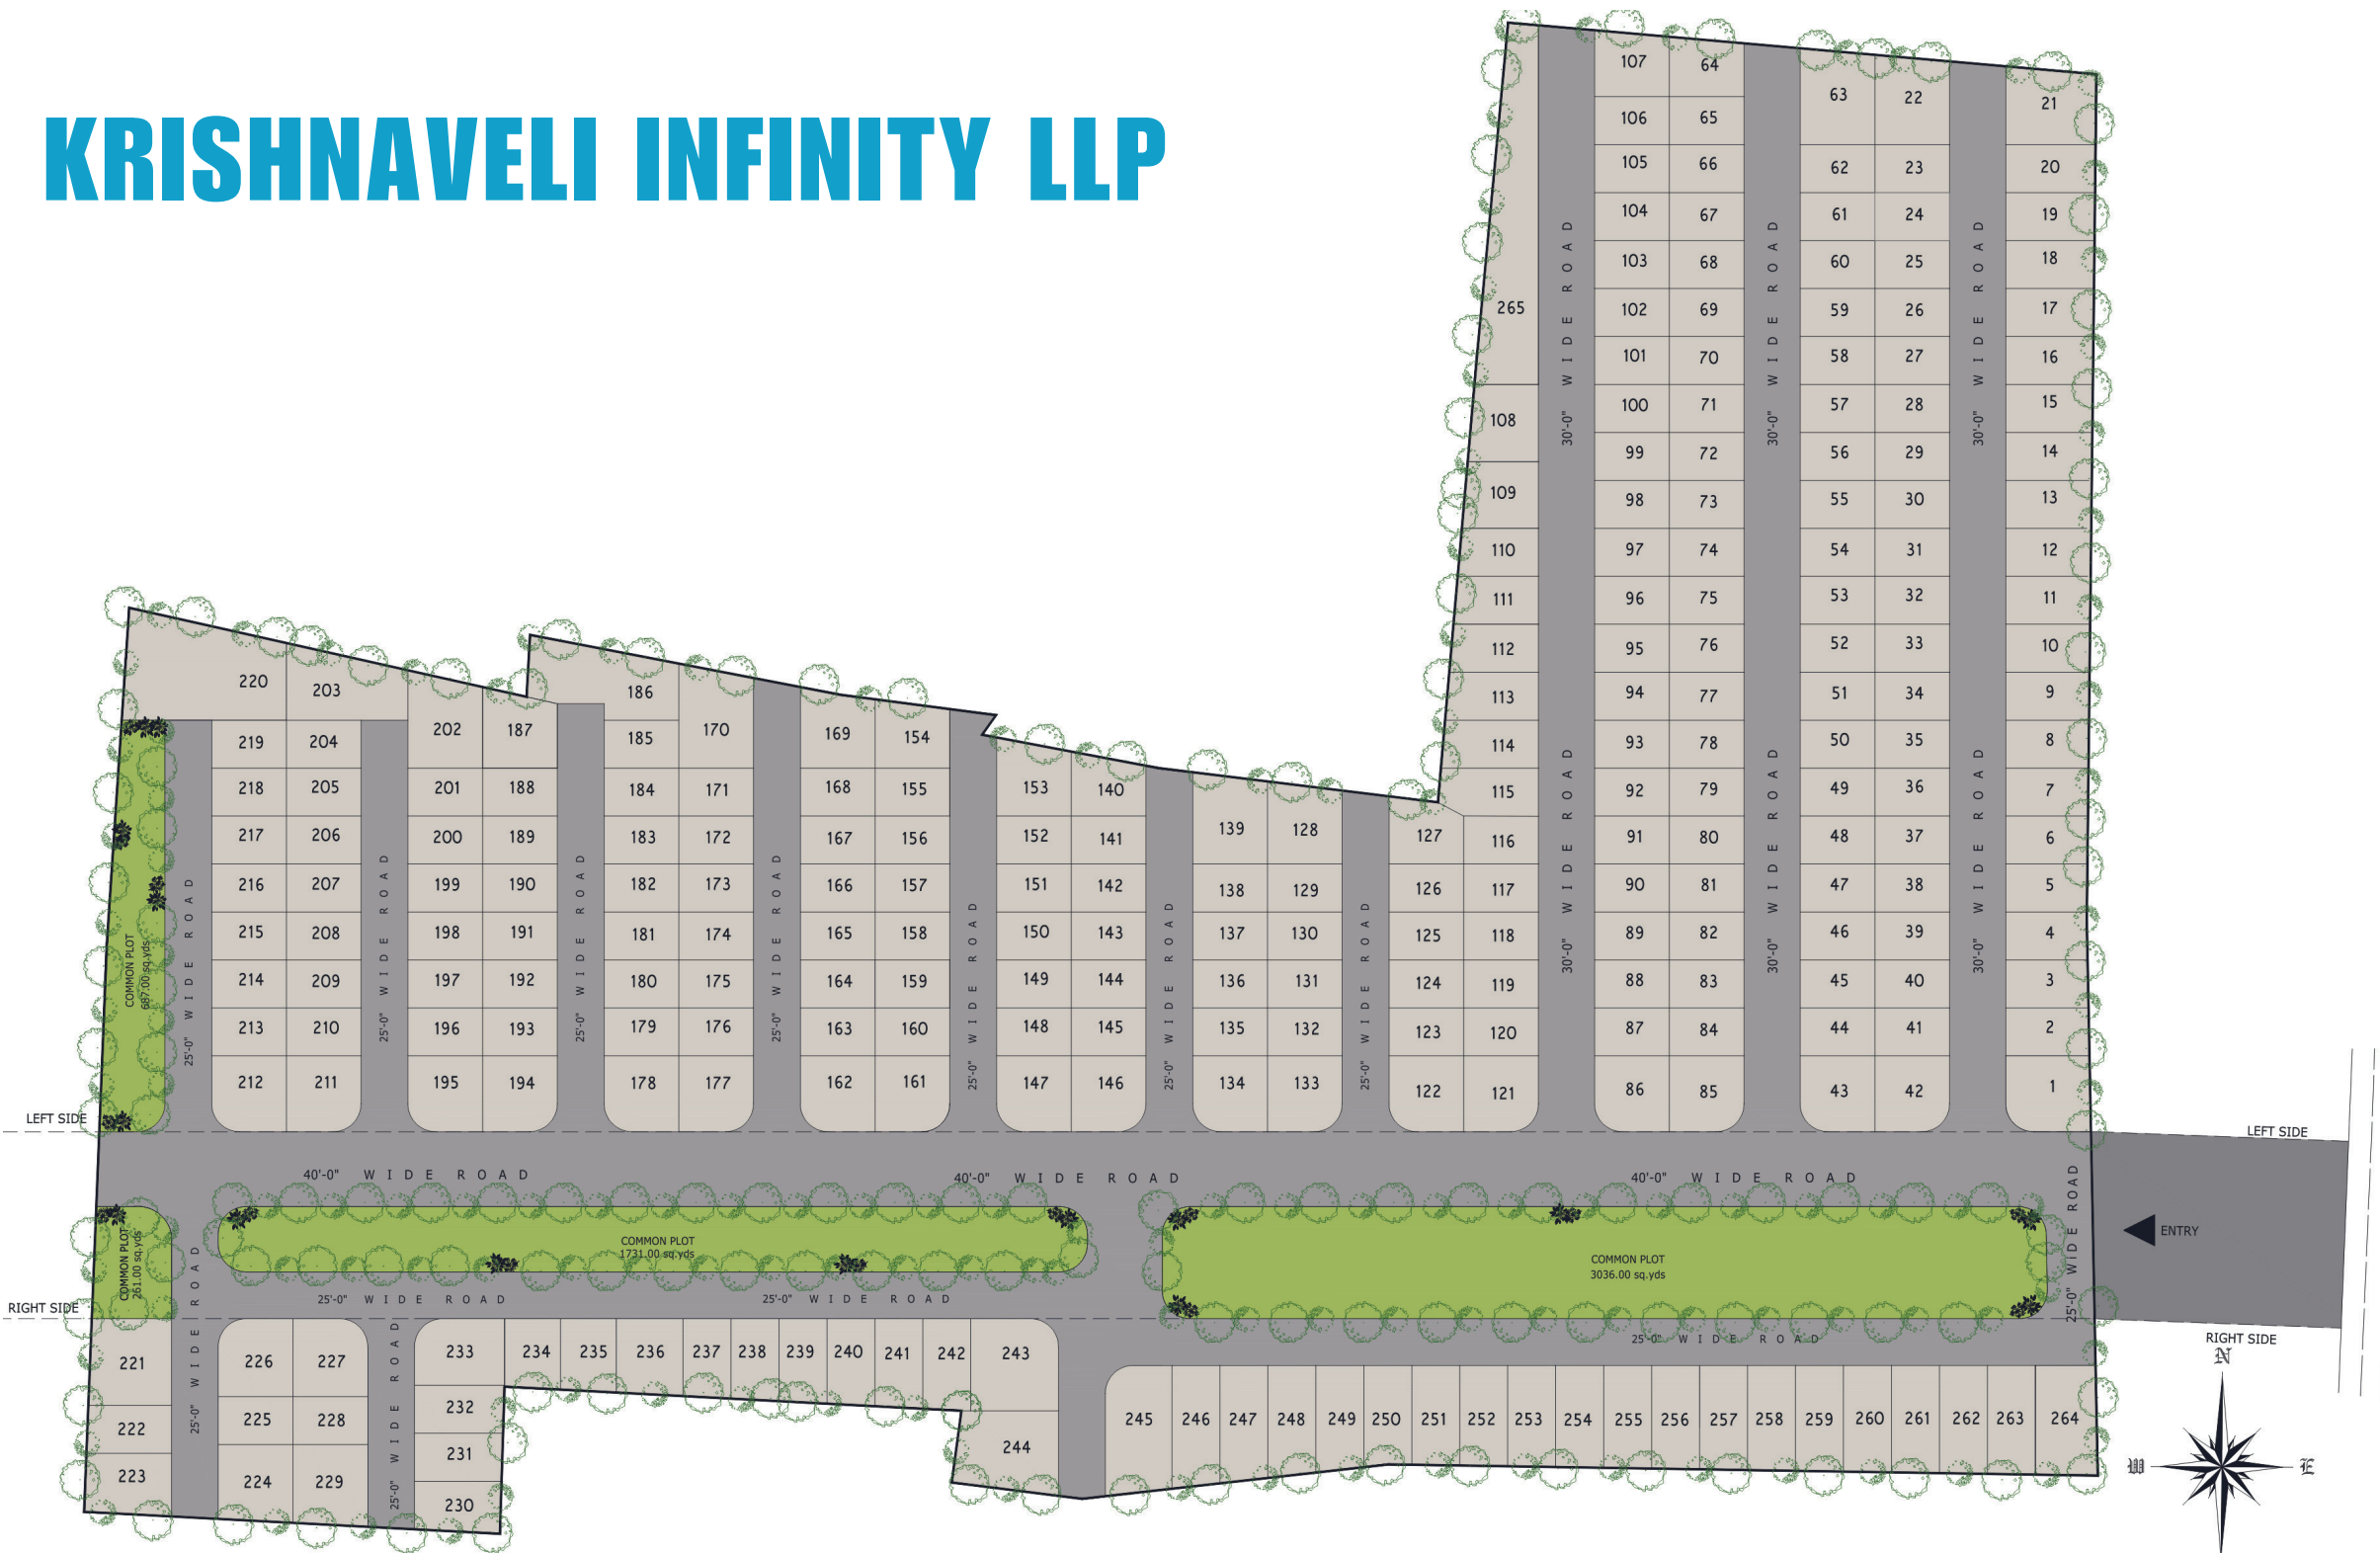 KRISHNAVELI INFINITY LLP
107 64
63 22 21
106 65
105 66 62 23 20
104 67 61 24 19
103 68 60 25 18
265 102 69 59 26 17
101 70 58 27 16
108 100 71 57 28 15
99 72 56 29 14
109 98 73 55 30 13
110 97 74 54 31 12
111 96 75 53 32 11
112 95 76 52 33 10
113 94 77 51 34 9
114 93 78 50 35 8
115 92 79 49 36 7
116 91 80 48 37 6
117 90 81 47 38 5
118 89 82 46 39 4
119 88 83 45 40 3
120 87 84 44 41 2
121 86 85 43 42 1
30'-0" WIDE ROAD
30'-0" WIDE ROAD
30'-0" WIDE ROAD
30'-0" WIDE ROAD
30'-0" WIDE ROAD
30'-0" WIDE ROAD
220 203 186
202 187 185 170 169 154
219 204
218 205 201 188 184 171 168 155 153 140
217 206 200 189 183 172 167 156 152 141 139 128 127
216 207 199 190 182 173 166 157 151 142 138 129 126
215 208 198 191 181 174 165 158 150 143 137 130 125
214 209 197 192 180 175 164 159 149 144 136 131 124
213 210 196 193 179 176 163 160 148 145 135 132 123
212 211 195 194 178 177 162 161 147 146 134 133 122
COMMON PLOT
687.00 sq.yds
25'-0" WIDE ROAD
25'-0" WIDE ROAD
25'-0" WIDE ROAD
25'-0" WIDE ROAD
25'-0" WIDE ROAD
25'-0" WIDE ROAD
25'-0" WIDE ROAD
LEFT SIDE
LEFT SIDE
40'-0" WIDE ROAD
40'-0" WIDE ROAD
40'-0" WIDE ROAD
25'-0" WIDE ROAD
ENTRY
COMMON PLOT
261.00 sq.yds
COMMON PLOT
1731.00 sq.yds
COMMON PLOT
3036.00 sq.yds
25'-0" WIDE ROAD
25'-0" WIDE ROAD
25'-0" WIDE ROAD
RIGHT SIDE
RIGHT SIDE
25'-0" WIDE ROAD
25'-0" WIDE ROAD
221 226 227 233 234 235 236 237 238 239 240 241 242 243
222 225 228 232
223 224 229 231 244
230
245 246 247 248 249 250 251 252 253 254 255 256 257 258 259 260 261 262 263 264
N
W E